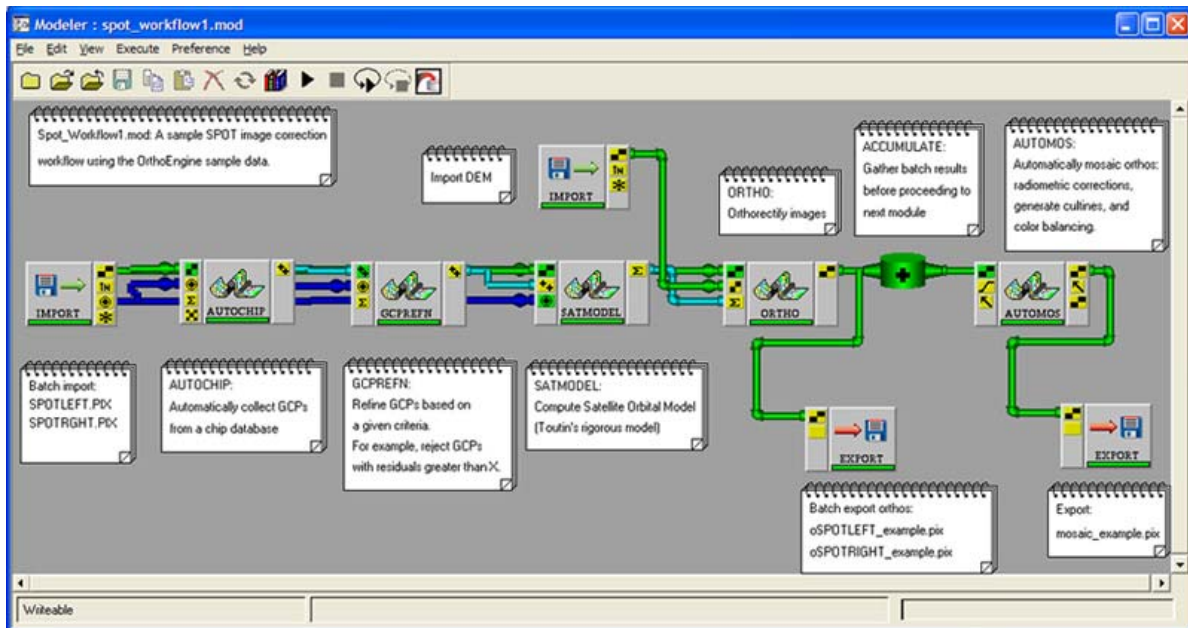 Modeler : spot_workflow1.mod
File Edit View Execute Preference Help
Spot_Workflow1.mod: A sample SPOT image correction
workflow using the OrthoEngine sample data.
Import DEM
IMPORT
ORTHO:
Orthorectify images
ACCUMULATE:
Gather batch results
before proceeding to
next module
AUTOMOS:
Automatically mosaic orthos:
radiometric corrections,
generate cutlines, and
color balancing.
IMPORT
AUTOCHIP
GCPREFN
SATMODEL
ORTHO
AUTOMOS
Batch import:
SPOTLEFT.PIX
SPOTRGHT.PIX
AUTOCHIP:
Automatically collect GCPs
from a chip database
GCPREFN:
Refine GCPs based on
a given criteria.
For example, reject GCPs
with residuals greater than X.
SATMODEL:
Compute Satellite Orbital Model
(Toutin's rigorous model)
EXPORT
EXPORT
Batch export orthos:
oSPOTLEFT_example.pix
oSPOTRIGHT_example.pix
Export:
mosaic_example.pix
Writeable